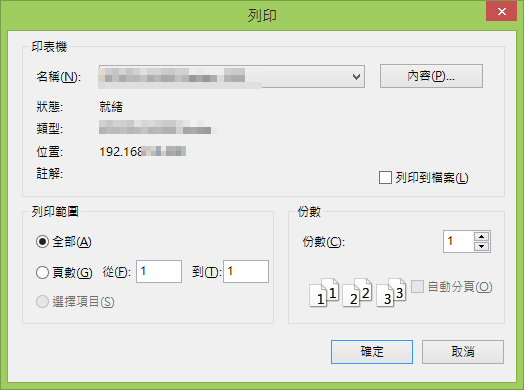 列印
印表機
名稱(N):
內容(P)...
狀態: 就緒
類型:
位置: 192.168
註解:
列印到檔案(L)
列印範圍
全部(A)
頁數(G) 從(F): 1 到(T): 1
選擇項目(S)
份數
份數(C): 1
1 1 2 2 3 3
自動分頁(O)
確定
取消